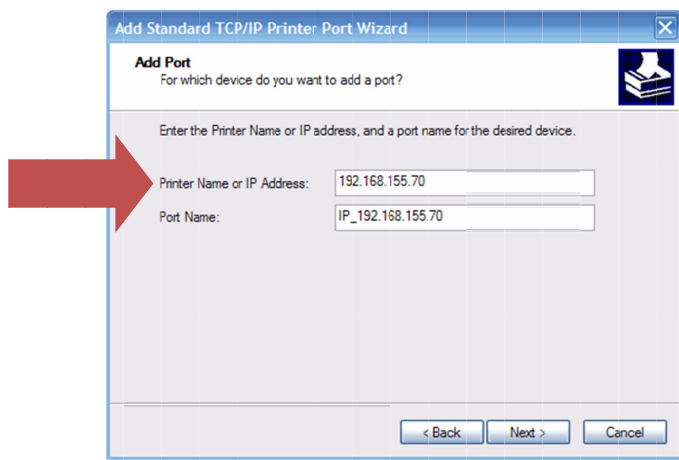 Add Standard TCP/IP Printer Port Wizard
Add Port
For which device do you want to add a port?
Enter the Printer Name or IP address, and a port name for the desired device.
Printer Name or IP Address: 192.168.155.70
Port Name: IP_192.168.155.70
< Back Next > Cancel